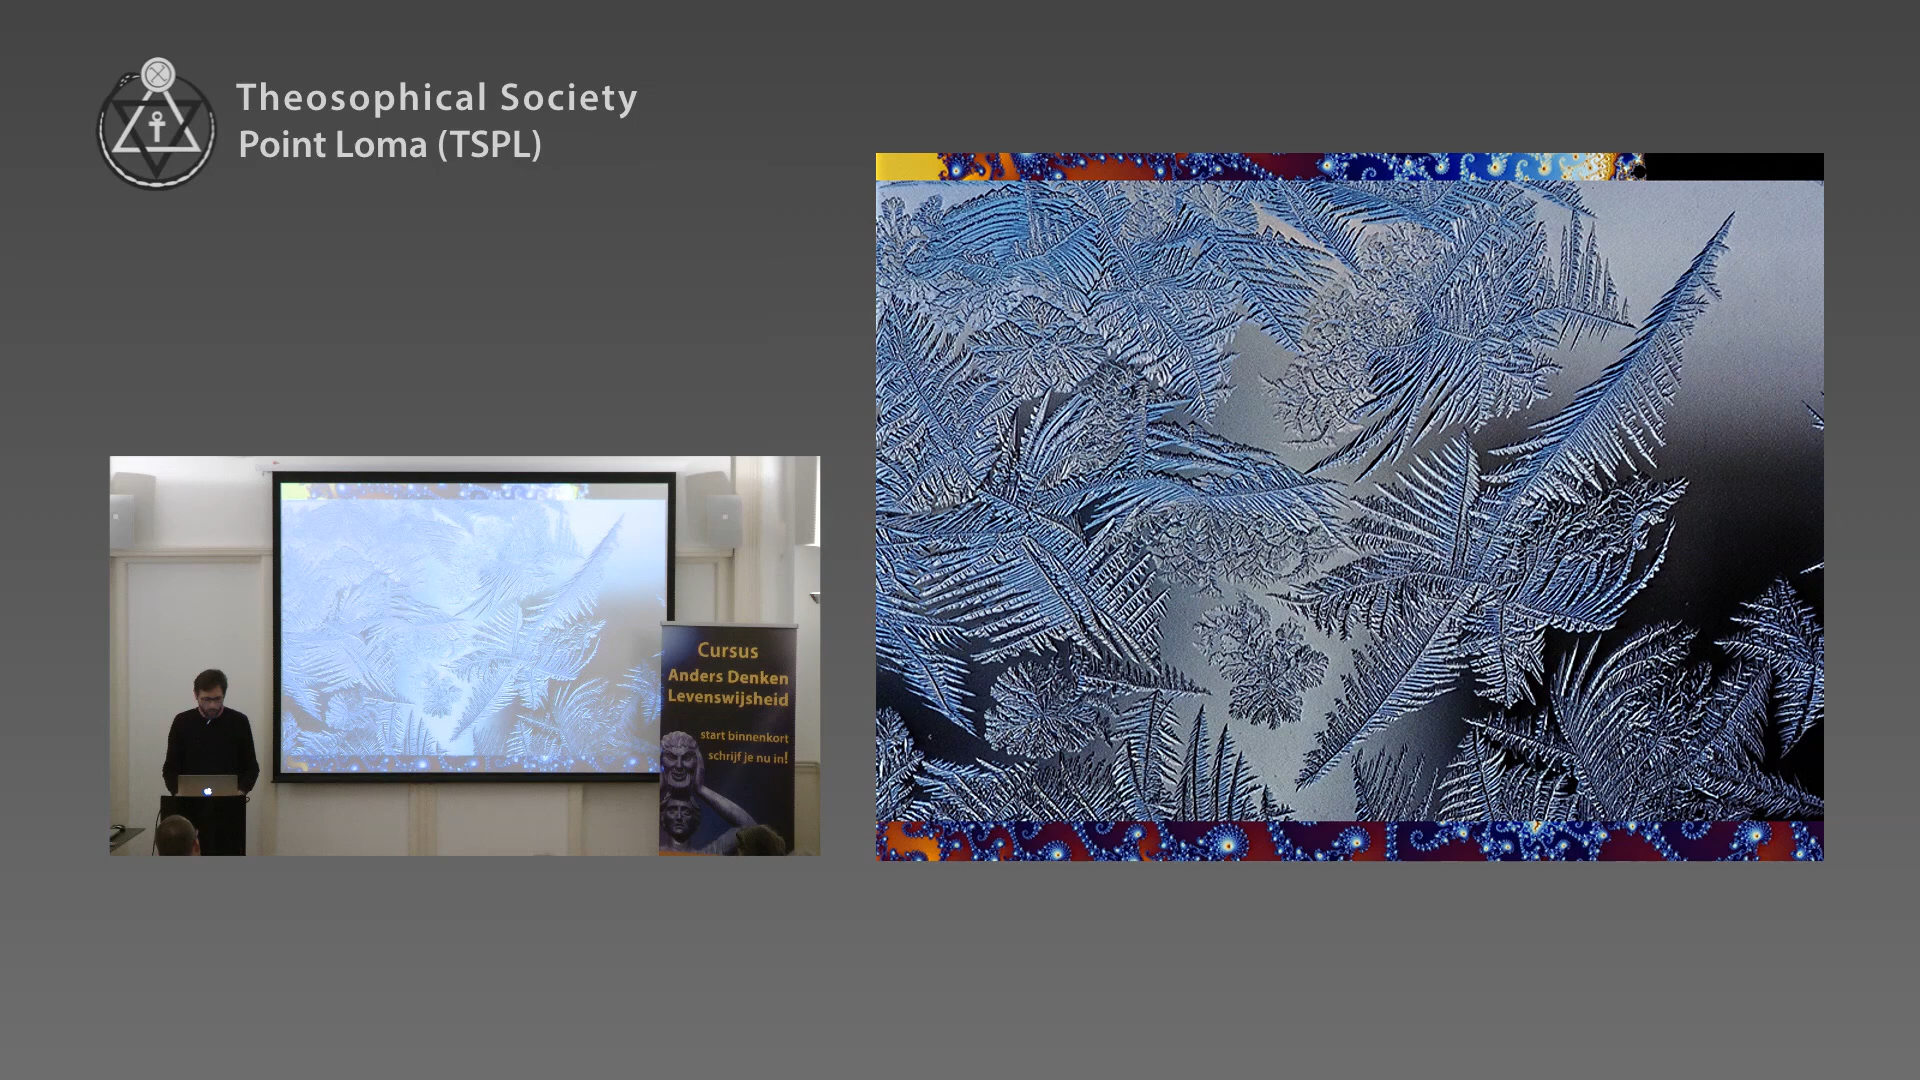 Theosophical Society
Point Loma (TSPL)
Cursus
Anders Denken
Levenswijsheid
start binnenkort
schrijf je nu in!